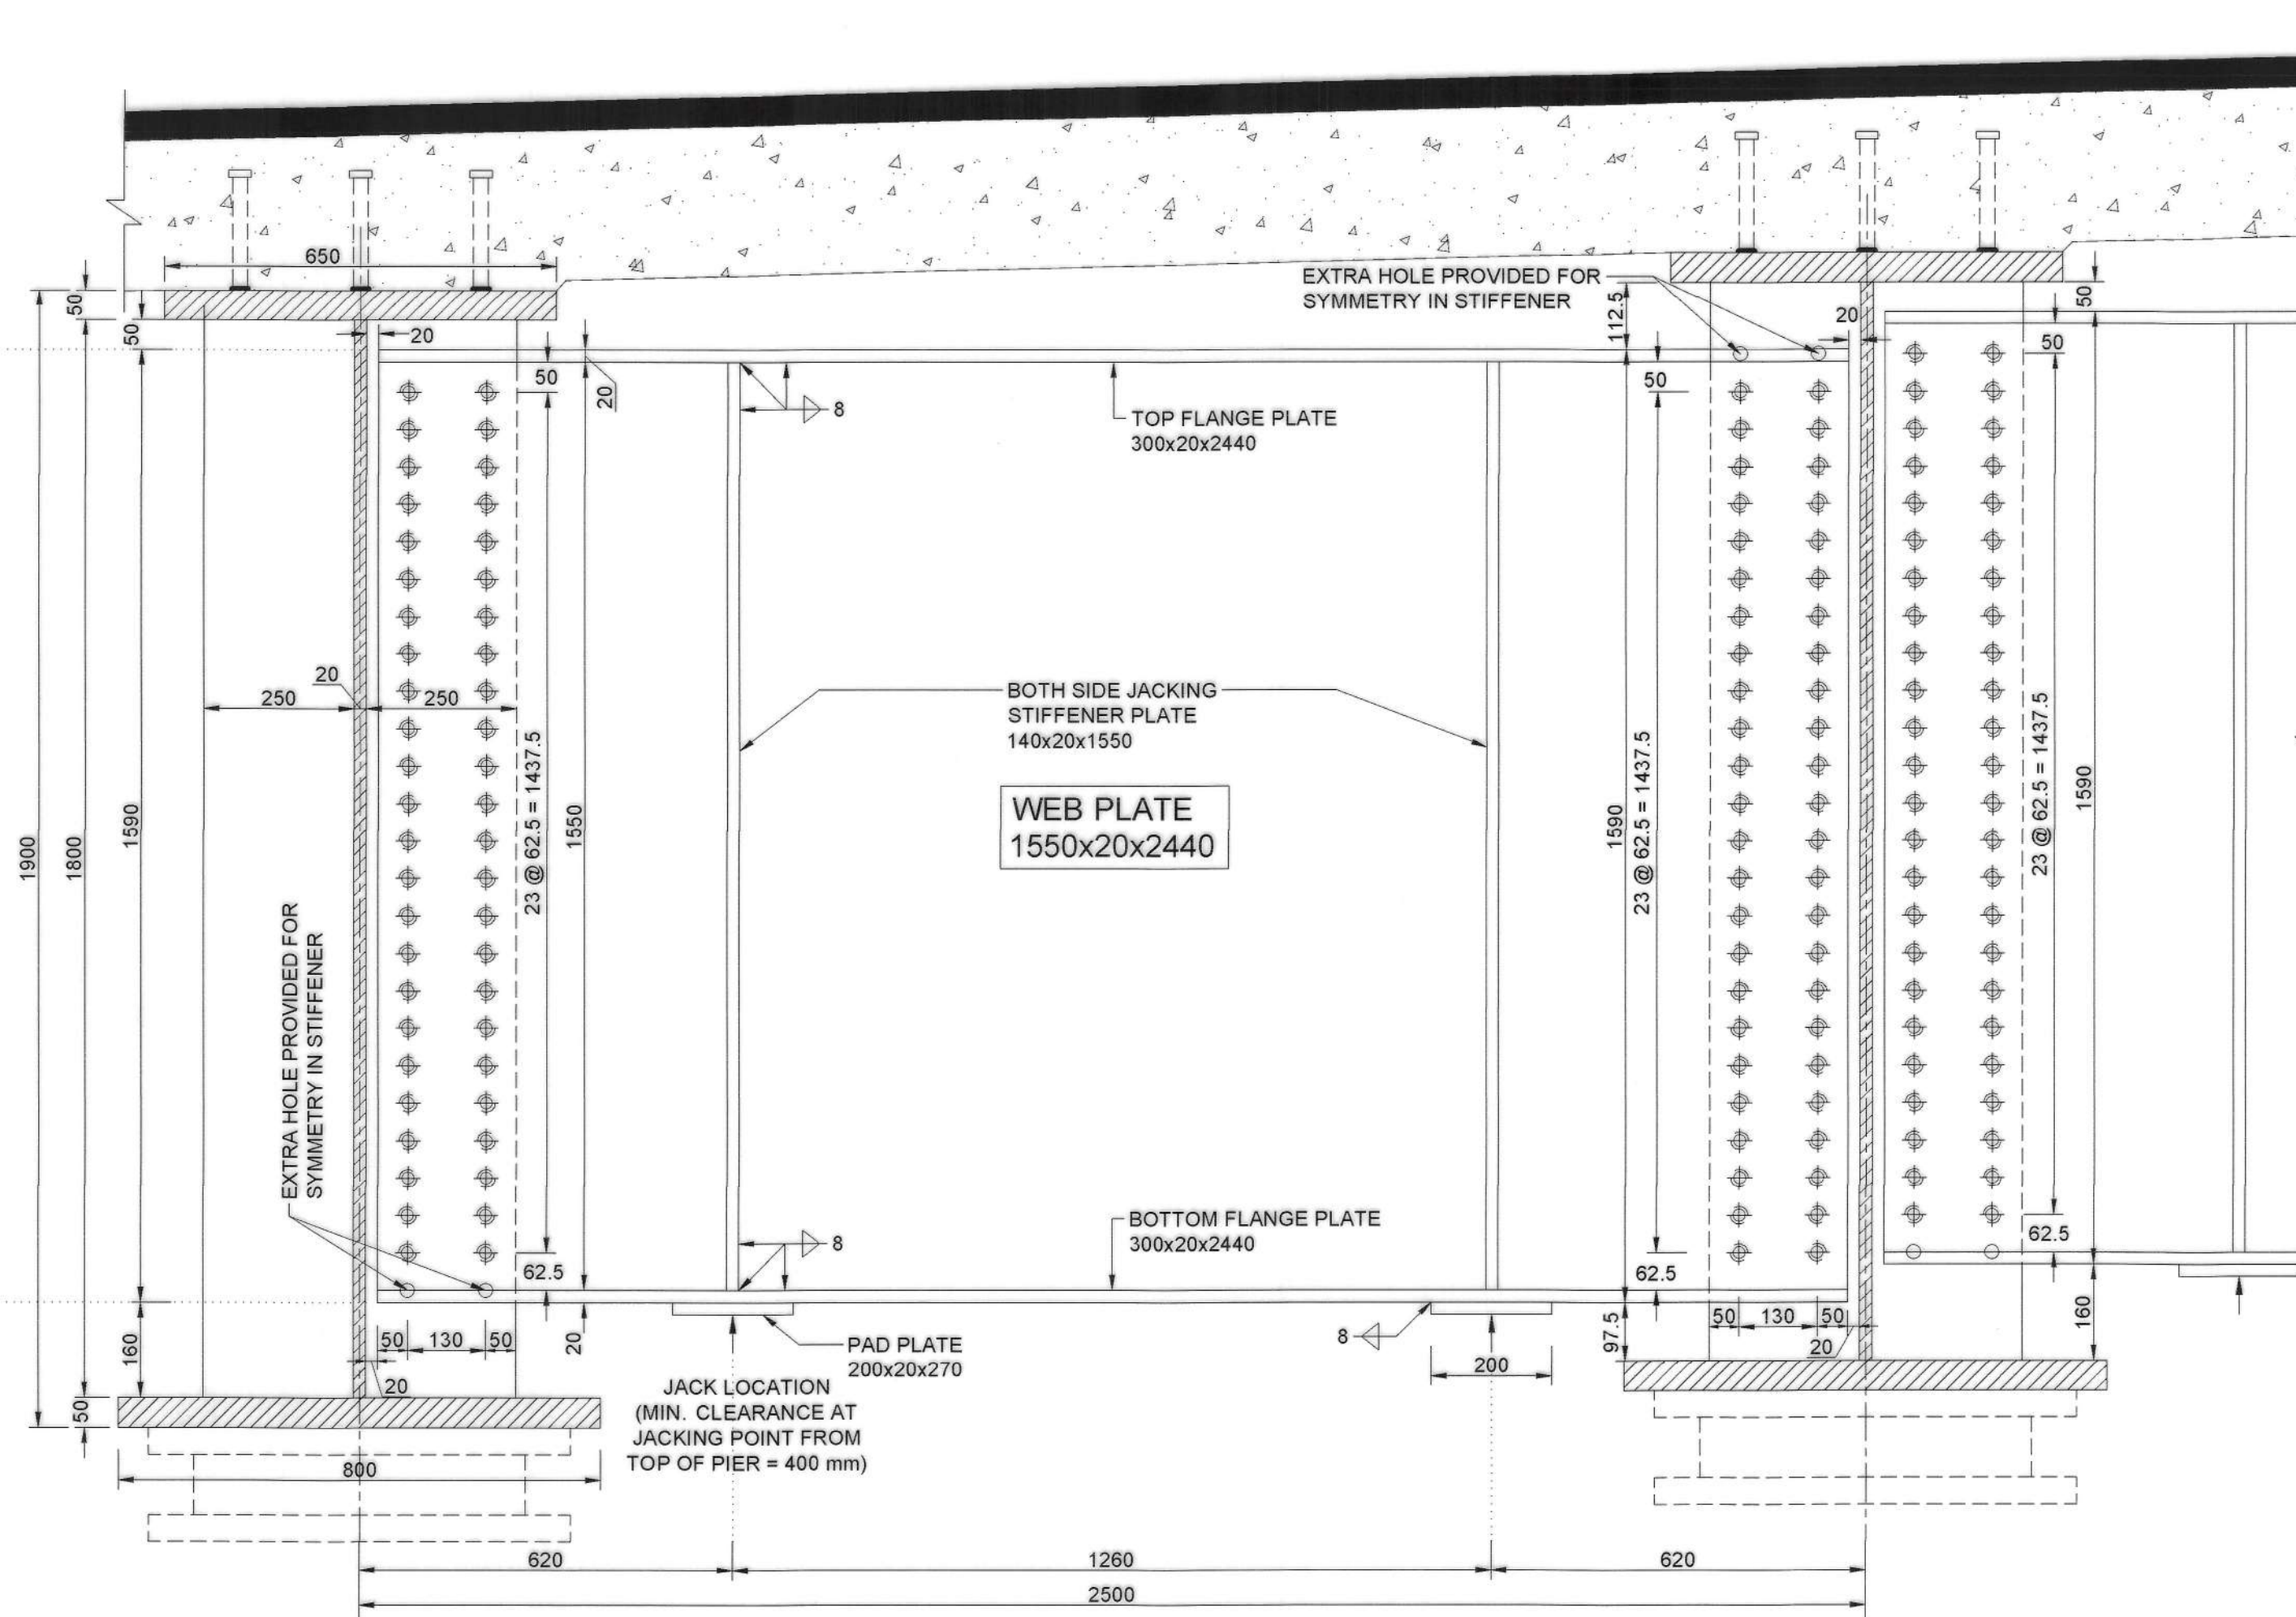 650
50
50
20
EXTRA HOLE PROVIDED FOR
SYMMETRY IN STIFFENER
112.5
20
50
50
20
50
50
8
TOP FLANGE PLATE
300x20x2440
20
250
250
BOTH SIDE JACKING
STIFFENER PLATE
140x20x1550
WEB PLATE
1550x20x2440
1900
1800
1590
23 @ 62.5 = 1437.5
1550
1590
23 @ 62.5 = 1437.5
23 @ 62.5 = 1437.5
1590
EXTRA HOLE PROVIDED FOR
SYMMETRY IN STIFFENER
8
BOTTOM FLANGE PLATE
300x20x2440
62.5
62.5
62.5
160
50
130
50
20
PAD PLATE
200x20x270
8
97.5
50
130
50
20
160
20
200
50
JACK LOCATION
(MIN. CLEARANCE AT
JACKING POINT FROM
TOP OF PIER = 400 mm)
800
620
1260
620
2500